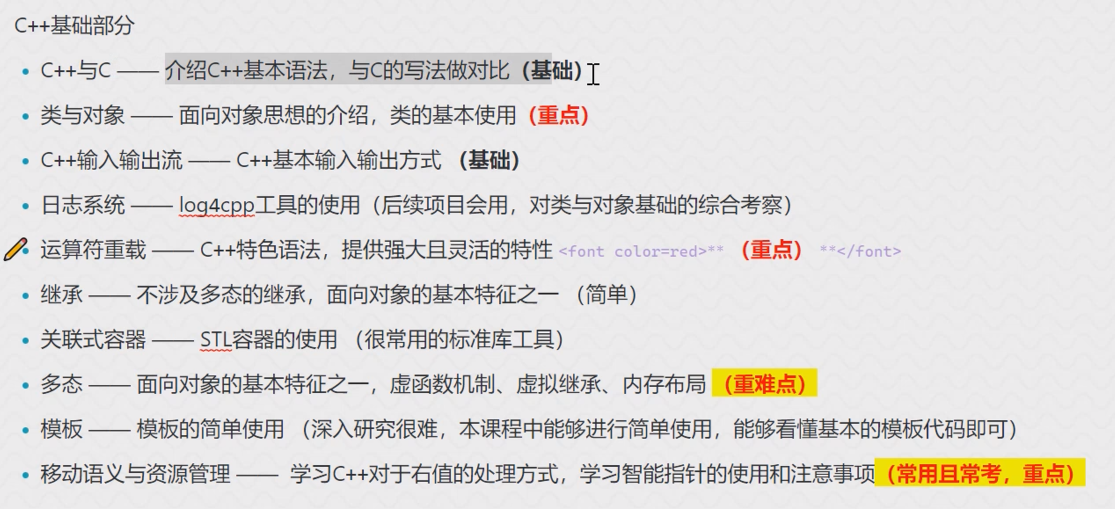 C++基础部分
C++与C —— 介绍C++基本语法，与C的写法做对比（基础）
类与对象 —— 面向对象思想的介绍，类的基本使用（重点）
C++输入输出流 —— C++基本输入输出方式 （基础）
日志系统 —— log4cpp工具的使用（后续项目会用，对类与对象基础的综合考察）
运算符重载 —— C++特色语法，提供强大且灵活的特性 <font color=red>** （重点） **</font>
继承 —— 不涉及多态的继承，面向对象的基本特征之一 （简单）
关联式容器 —— STL容器的使用 （很常用的标准库工具）
多态 —— 面向对象的基本特征之一，虚函数机制、虚拟继承、内存布局 （重难点）
模板 —— 模板的简单使用 （深入研究很难，本课程中能够进行简单使用，能够看懂基本的模板代码即可）
移动语义与资源管理 —— 学习C++对于右值的处理方式，学习智能指针的使用和注意事项（常用且常考，重点）